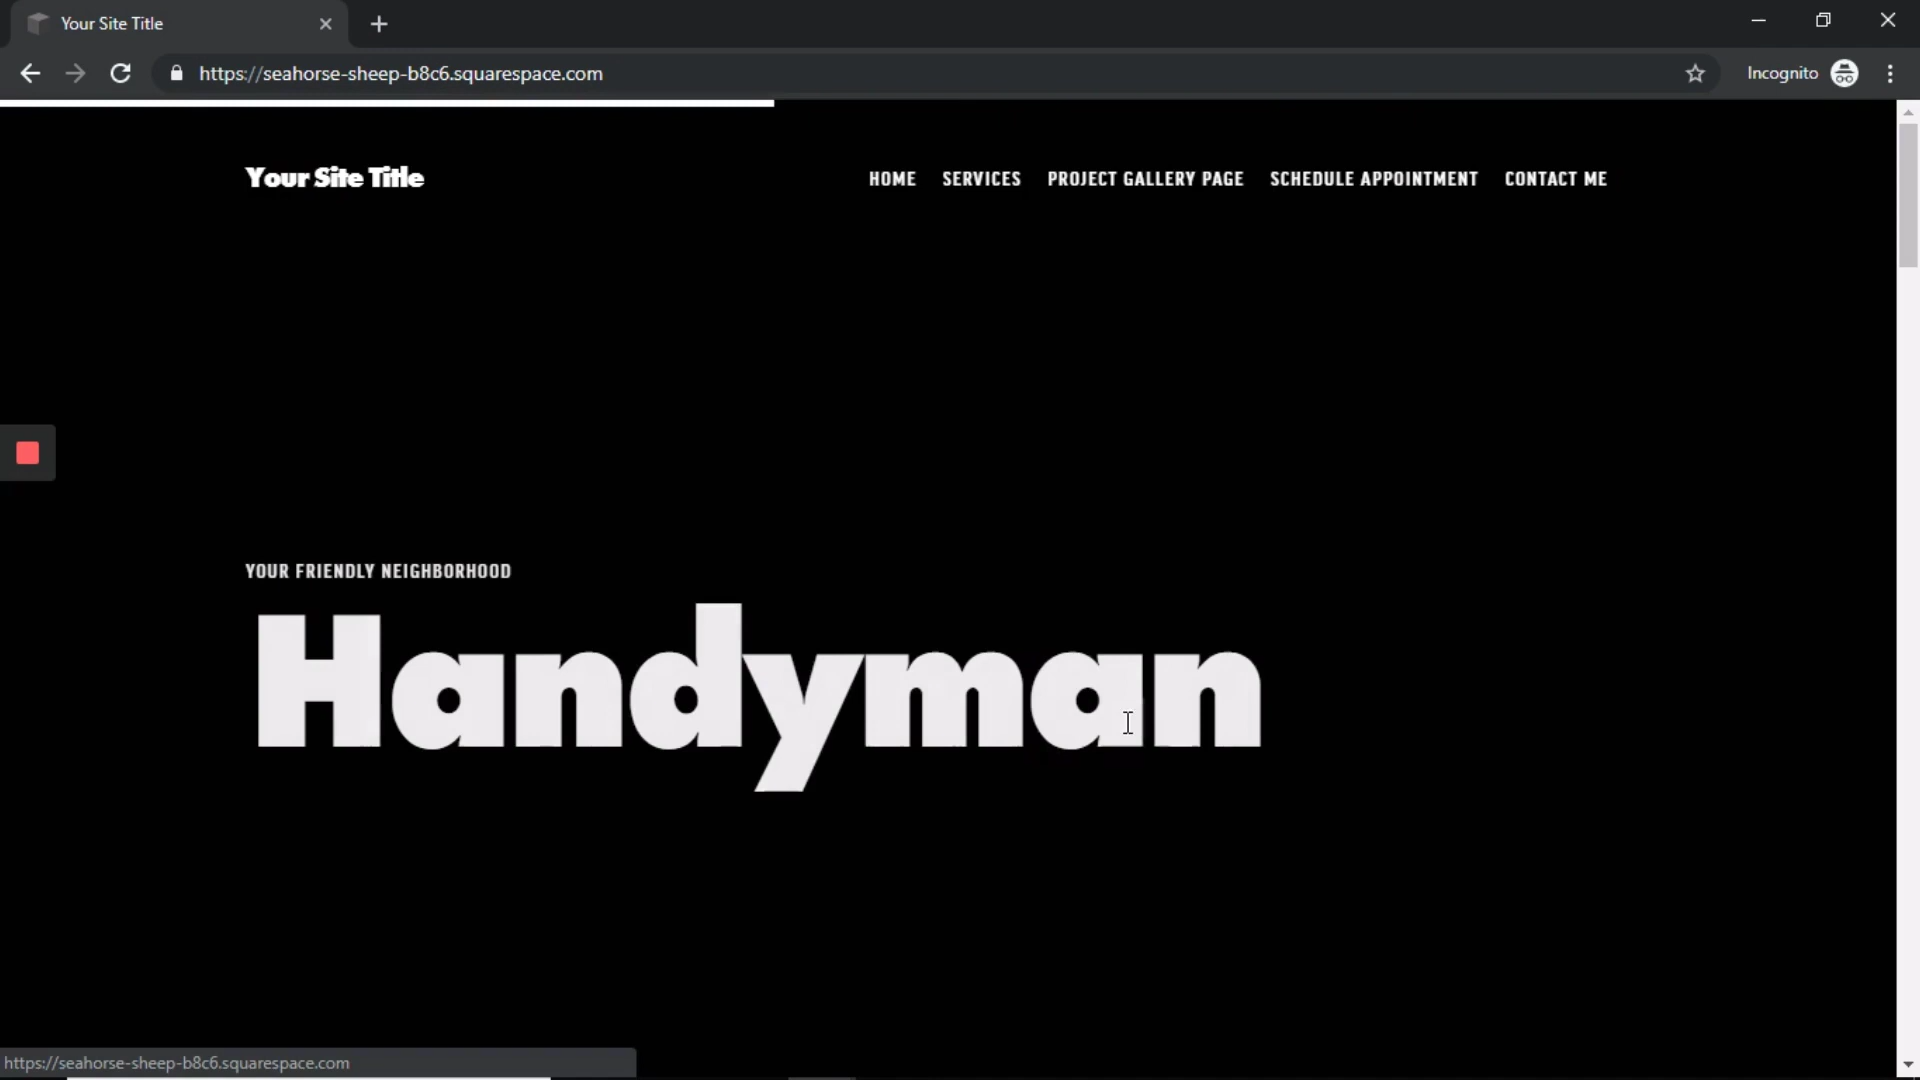 Your Site Title
https://seahorse-sheep-b8c6.squarespace.com
Incognito
Your Site Title
HOME SERVICES PROJECT GALLERY PAGE SCHEDULE APPOINTMENT CONTACT ME
YOUR FRIENDLY NEIGHBORHOOD
Handyman
https://seahorse-sheep-b8c6.squarespace.com